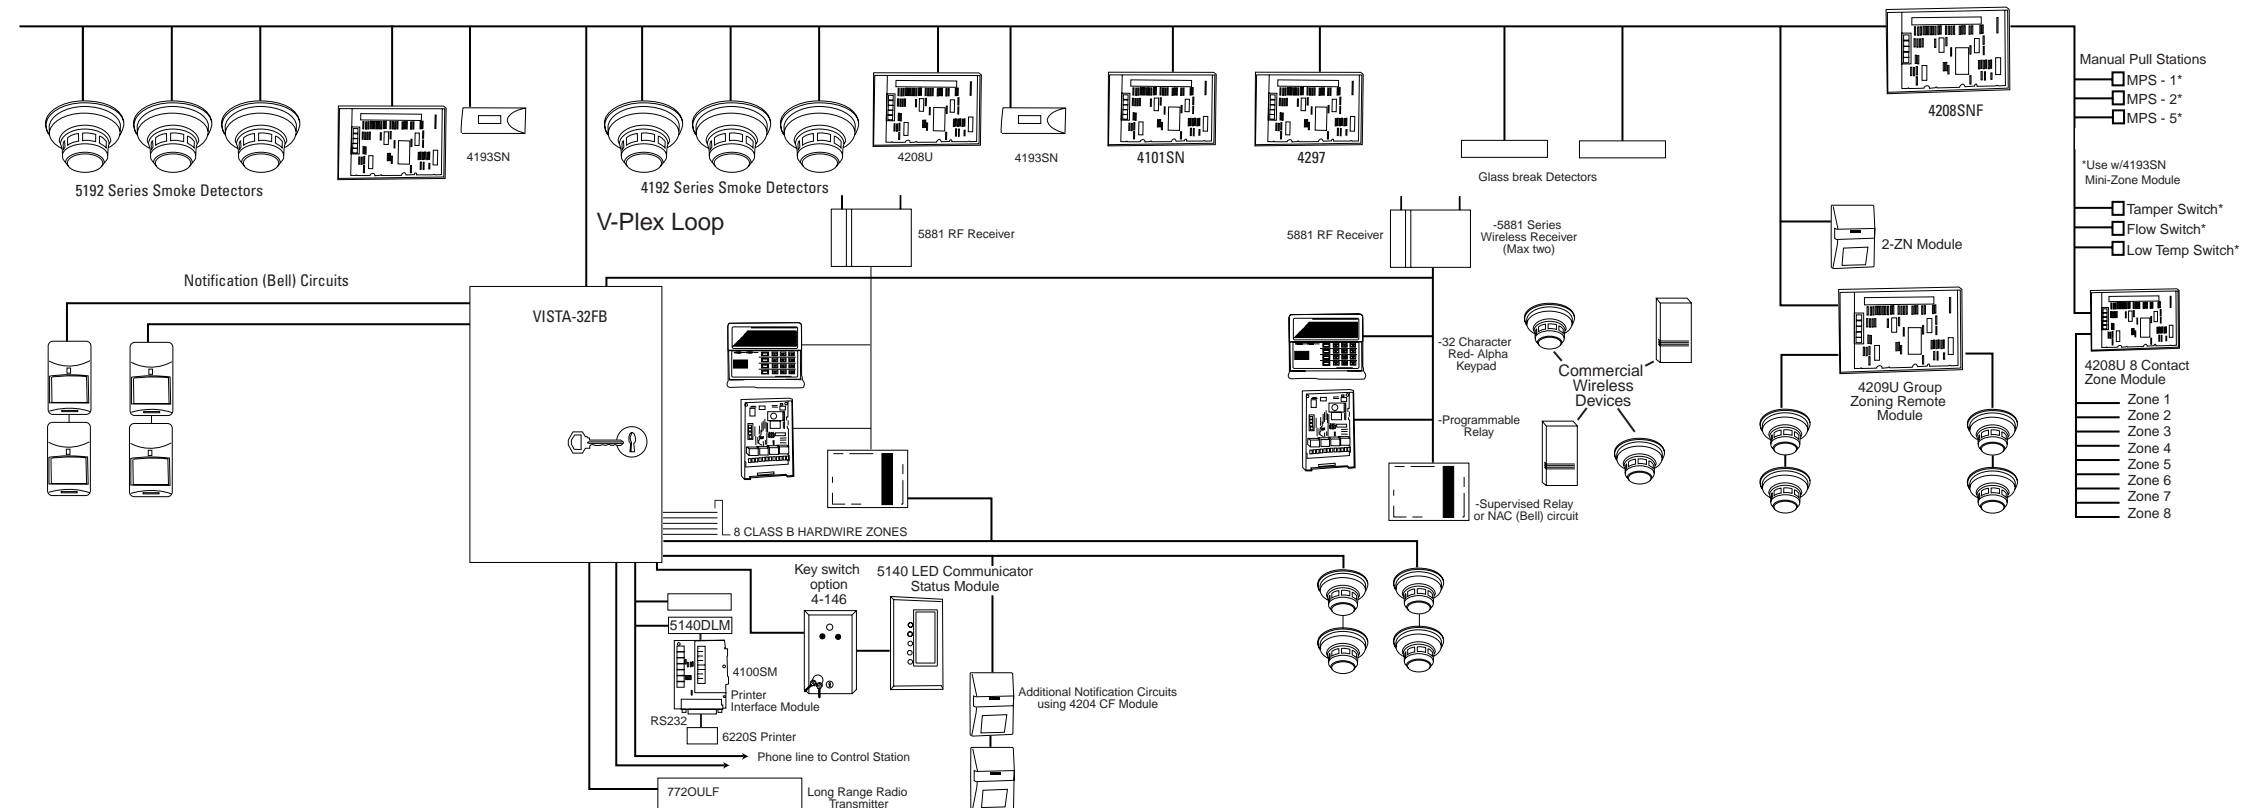 Manual Pull Stations
MPS - 1*
MPS - 2*
MPS - 5*
4208SNF
4193SN
4208U
4193SN
4101SN
4297
*Use w/4193SN
Mini-Zone Module
5192 Series Smoke Detectors
4192 Series Smoke Detectors
Glass break Detectors
V-Plex Loop
5881 RF Receiver
5881 RF Receiver
-5881 Series
Wireless Receiver
(Max two)
2-ZN Module
Tamper Switch*
Flow Switch*
Low Temp Switch*
Notification (Bell) Circuits
VISTA-32FB
-32 Character
Red- Alpha
Keypad
Commercial
Wireless
Devices
4209U Group
Zoning Remote
Module
4208U 8 Contact
Zone Module
Zone 1
Zone 2
Zone 3
Zone 4
Zone 5
Zone 6
Zone 7
Zone 8
-Programmable
Relay
-Supervised Relay
or NAC (Bell) circuit
8 CLASS B HARDWIRE ZONES
Key switch
option
4-146
5140 LED Communicator
Status Module
5140DLM
4100SM
Printer
Interface Module
RS232
6220S Printer
Additional Notification Circuits
using 4204 CF Module
Phone line to Control Station
772OULF
Long Range Radio
Transmitter